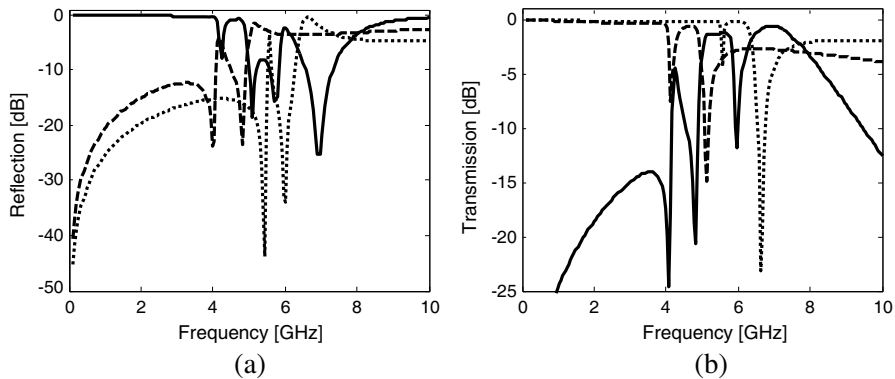 0
-10
-20
-30
-40
-50
0 2 4 6 8 10
Reflection [dB]
Frequency [GHz]
(a)
0
-5
-10
-15
-20
-25
0 2 4 6 8 10
Transmission [dB]
Frequency [GHz]
(b)